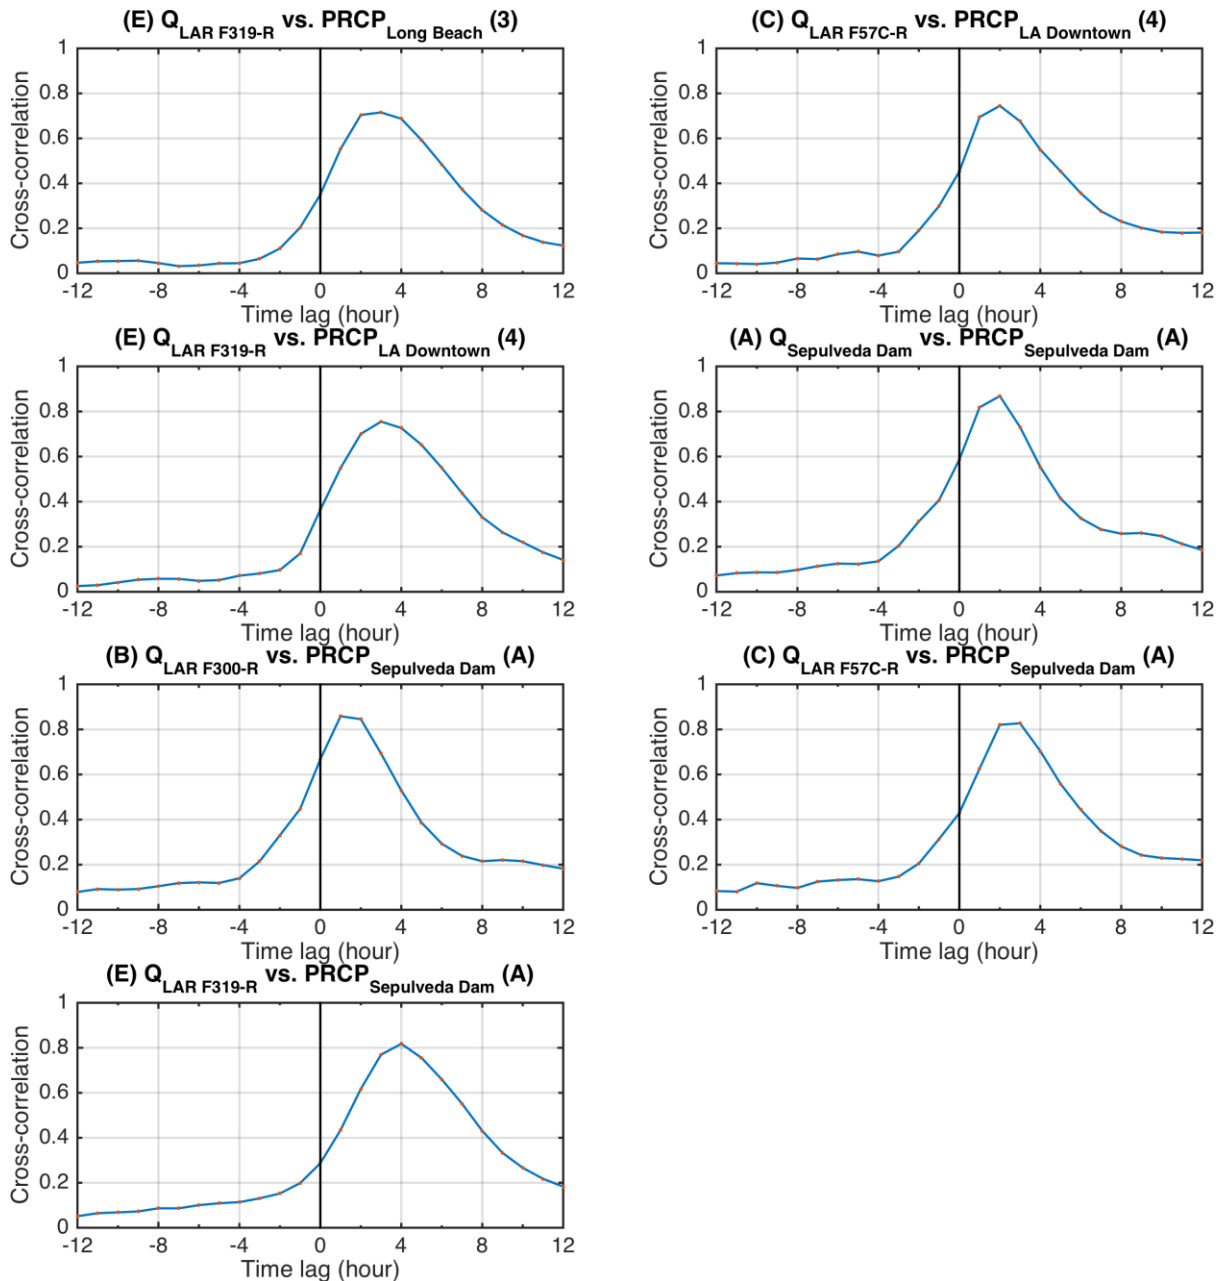 (E) Q LAR F319-R vs. PRCP Long Beach (3)
1
0.8
0.6
0.4
0.2
0
Cross-correlation
-12 -8 -4 0 4 8 12
Time lag (hour)
(C) Q LAR F57C-R vs. PRCP LA Downtown (4)
1
0.8
0.6
0.4
0.2
0
Cross-correlation
-12 -8 -4 0 4 8 12
Time lag (hour)
(E) Q LAR F319-R vs. PRCP LA Downtown (4)
1
0.8
0.6
0.4
0.2
0
Cross-correlation
-12 -8 -4 0 4 8 12
Time lag (hour)
(A) Q Sepulveda Dam vs. PRCP Sepulveda Dam (A)
1
0.8
0.6
0.4
0.2
0
Cross-correlation
-12 -8 -4 0 4 8 12
Time lag (hour)
(B) Q LAR F300-R vs. PRCP Sepulveda Dam (A)
1
0.8
0.6
0.4
0.2
0
Cross-correlation
-12 -8 -4 0 4 8 12
Time lag (hour)
(C) Q LAR F57C-R vs. PRCP Sepulveda Dam (A)
1
0.8
0.6
0.4
0.2
0
Cross-correlation
-12 -8 -4 0 4 8 12
Time lag (hour)
(E) Q LAR F319-R vs. PRCP Sepulveda Dam (A)
1
0.8
0.6
0.4
0.2
0
Cross-correlation
-12 -8 -4 0 4 8 12
Time lag (hour)